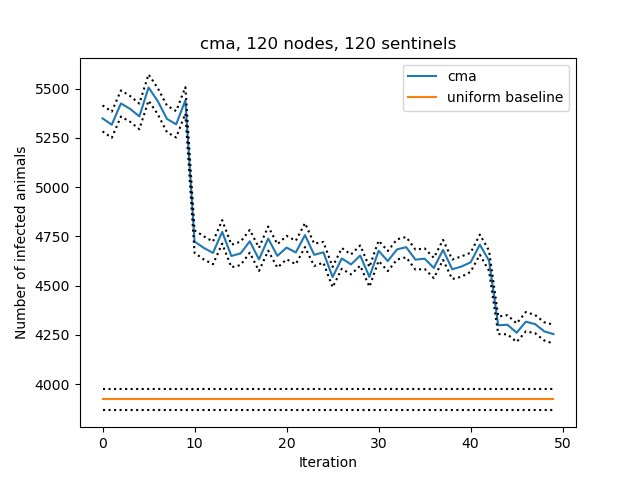 cma, 120 nodes, 120 sentinels
cma
uniform baseline
Number of infected animals
5500
5250
5000
4750
4500
4250
4000
0 10 20 30 40 50
Iteration